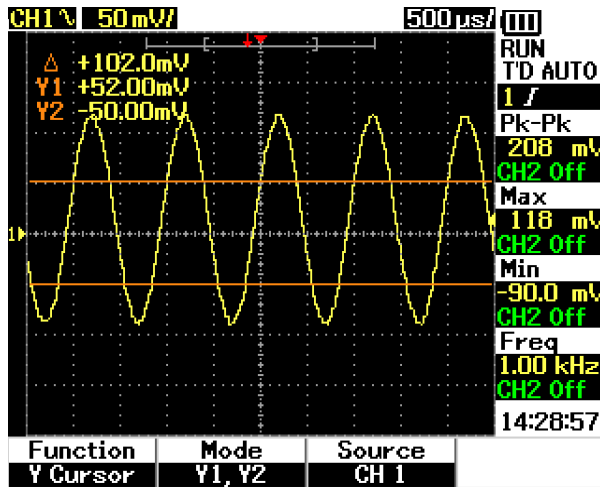 CH1 50mV/ 500µs/
RUN
T'D AUTO
Δ +102.0mV
Y1 +52.00mV
Y2 -50.00mV
1
Pk-Pk
208 mV
CH2 Off
Max
118 mV
CH2 Off
1
Min
-90.0 mV
CH2 Off
Freq
1.00 kHz
CH2 Off
14:28:57
Function Mode Source
Y Cursor Y1, Y2 CH 1